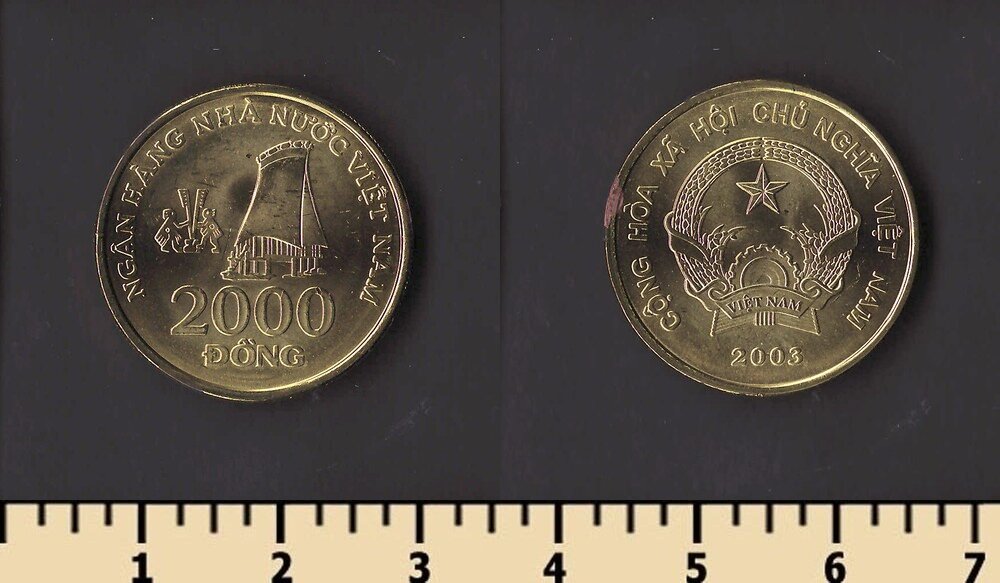 NGÂN HÀNG NHÀ NƯỚC VIỆT NAM
2000
ĐỒNG
CỘNG HÒA XÃ HỘI CHỦ NGHĨA VIỆT NAM
VIỆT NAM
2003
1 2 3 4 5 6 7